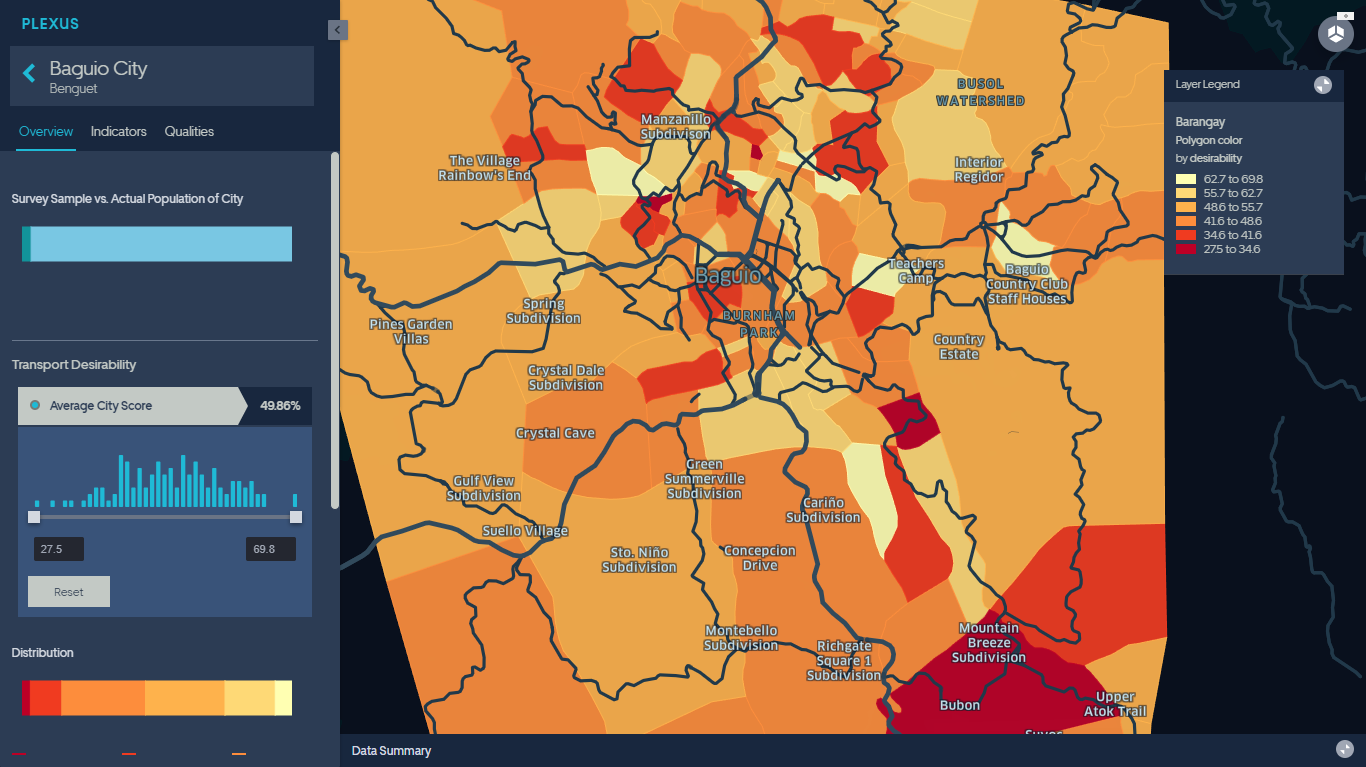 PLEXUS
Baguio City
Benguet
Overview
Indicators
Qualities
Survey Sample vs. Actual Population of City
Transport Desirability
Average City Score
49.86%
27.5
69.8
Reset
Distribution
Manzanillo
Subdivison
BUSOL
WATERSHED
The Village
Rainbow's End
Interior
Regidor
Teachers
Camp
Baguio
Country Club
Staff Houses
Baguio
BURNHAM
PARK
Spring
Subdivision
Pines Garden
Villas
Country
Estate
Crystal Dale
Subdivision
Crystal Cave
Green
Summerville
Subdivision
Gulf View
Subdivision
Cariño
Subdivision
Suello Village
Sto. Niño
Subdivision
Concepcion
Drive
Montebello
Subdivision
Richgate
Square 1
Subdivision
Mountain
Breeze
Subdivision
Bubon
Upper
Atok Trail
Layer Legend
Barangay
Polygon color
by desirability
62.7 to 69.8
55.7 to 62.7
48.6 to 55.7
41.6 to 48.6
34.6 to 41.6
27.5 to 34.6
Data Summary